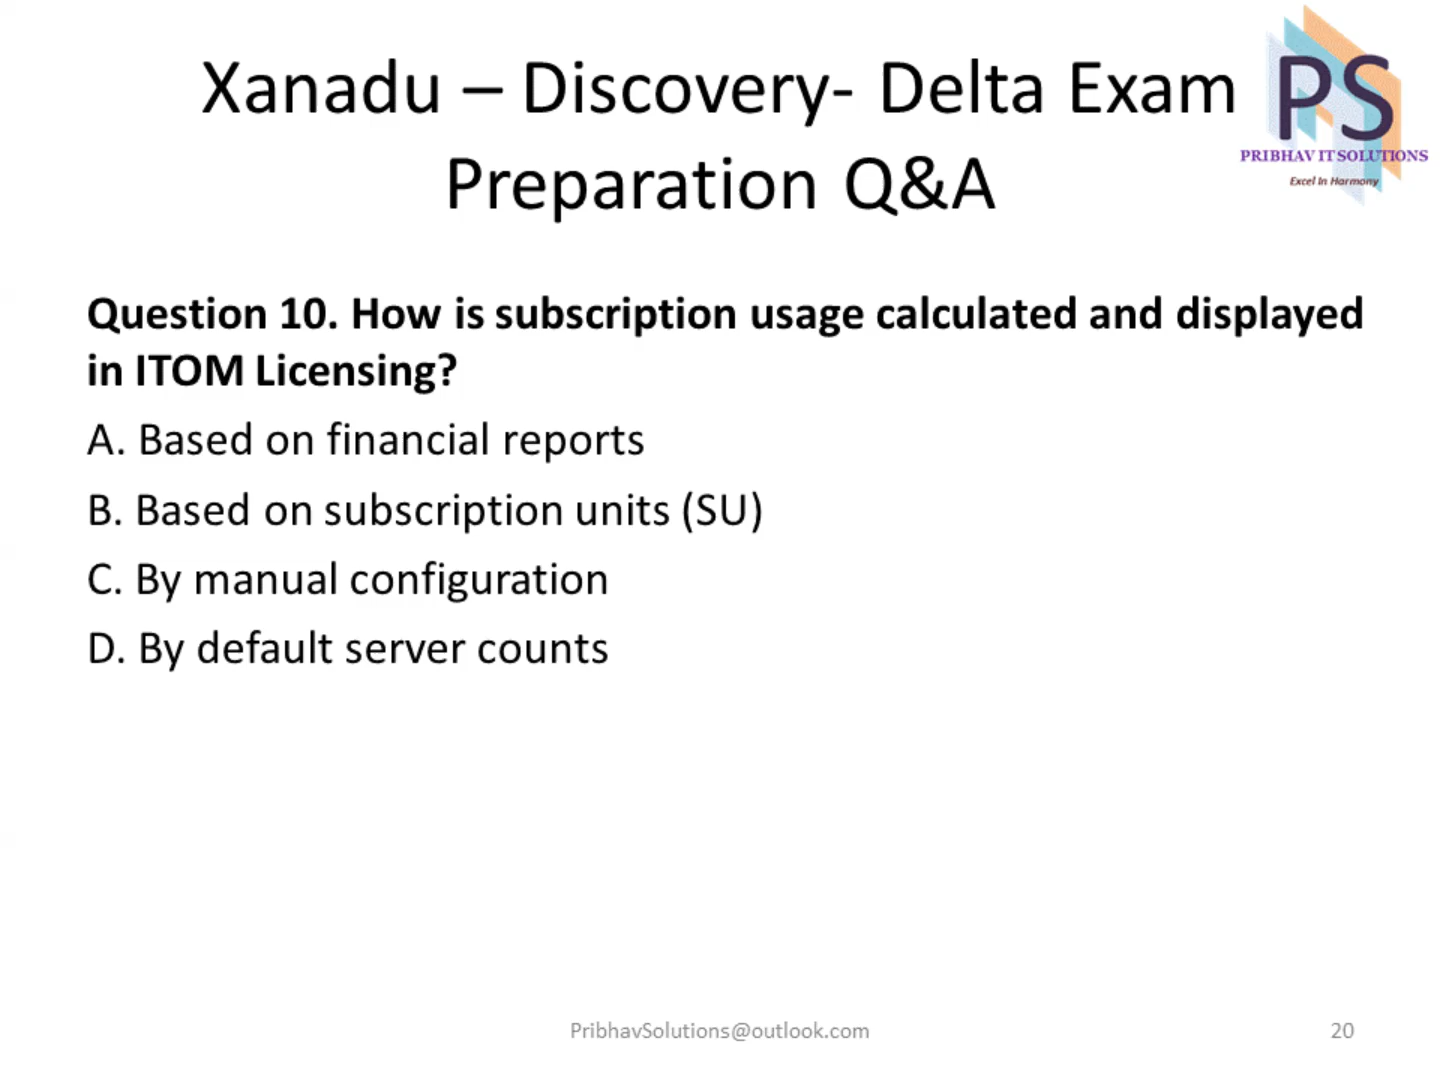 Xanadu – Discovery- Delta Exam
Preparation Q&A
PS
PRIBHAV IT SOLUTIONS
Excel In Harmony
Question 10. How is subscription usage calculated and displayed
in ITOM Licensing?
A. Based on financial reports
B. Based on subscription units (SU)
C. By manual configuration
D. By default server counts
PribhavSolutions@outlook.com
20